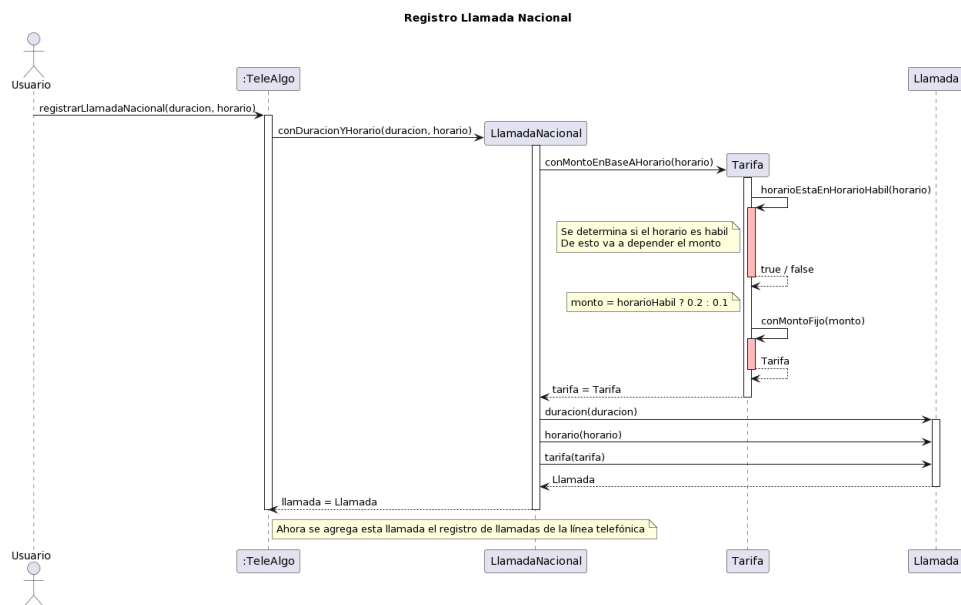 Registro Llamada Nacional
Usuario
:TeleAlgo
Llamada
registrarLlamadaNacional(duracion, horario)
conDuracionYHorario(duracion, horario)
LlamadaNacional
conMontoEnBaseAHorario(horario)
Tarifa
horarioEstaEnHorarioHabil(horario)
Se determina si el horario es habil
De esto va a depender el monto
true / false
monto = horarioHabil ? 0.2 : 0.1
conMontoFijo(monto)
Tarifa
tarifa = Tarifa
duracion(duracion)
horario(horario)
tarifa(tarifa)
Llamada
llamada = Llamada
Ahora se agrega esta llamada el registro de llamadas de la línea telefónica
Usuario
:TeleAlgo
LlamadaNacional
Tarifa
Llamada